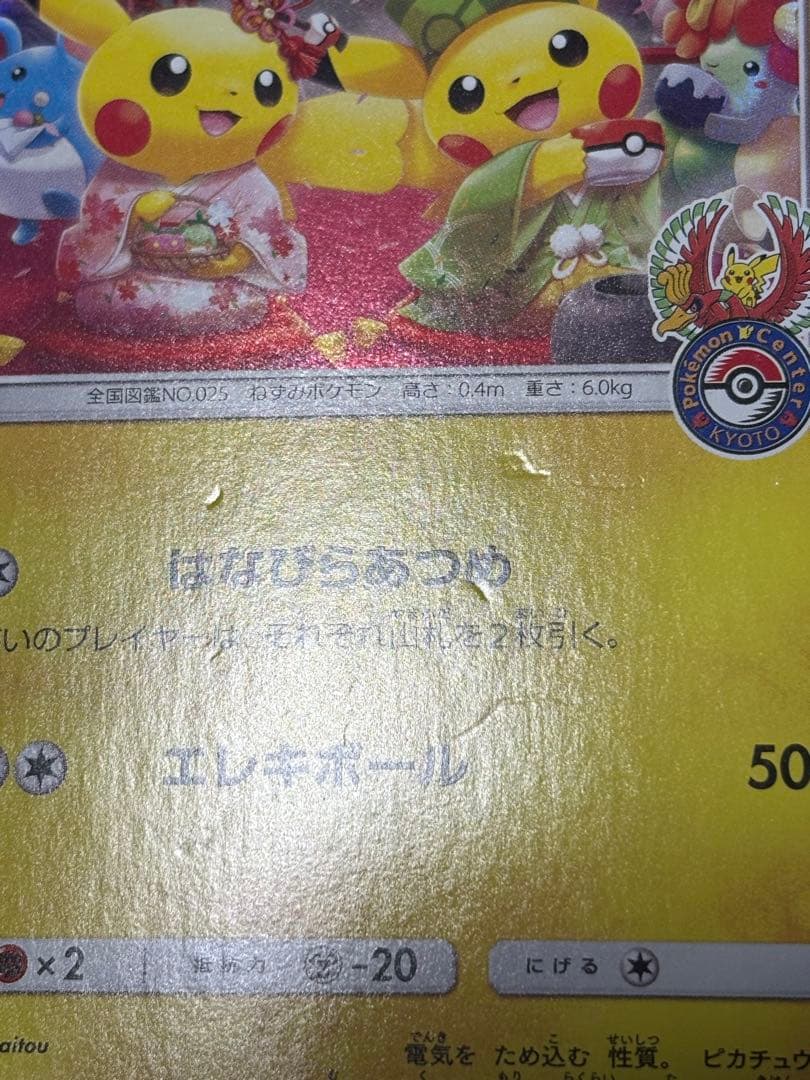 全国図鑑NO.025 ねずみポケモン 高さ：0.4m 重さ：6.0kg
Pokémon Center
KYOTO
はなびらあつめ
いのプレイヤーは、それぞれ山札を2枚引く。
エレキボール 50
×2 抵抗力 -20 にげる
aitou
電気を ため込む 性質。 ピカチュウ